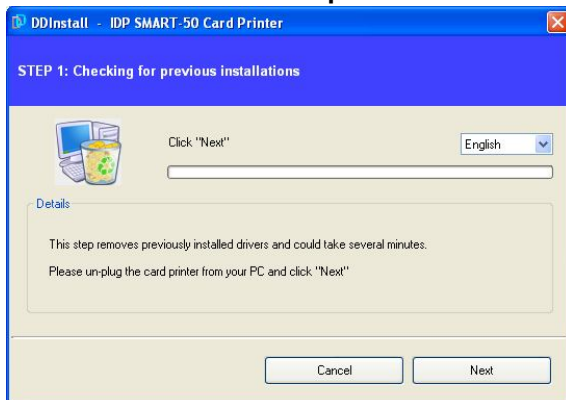 DDInstall - IDP SMART-50 Card Printer
STEP 1: Checking for previous installations
Click "Next"
English
Details
This step removes previously installed drivers and could take several minutes.
Please un-plug the card printer from your PC and click "Next"
Cancel
Next